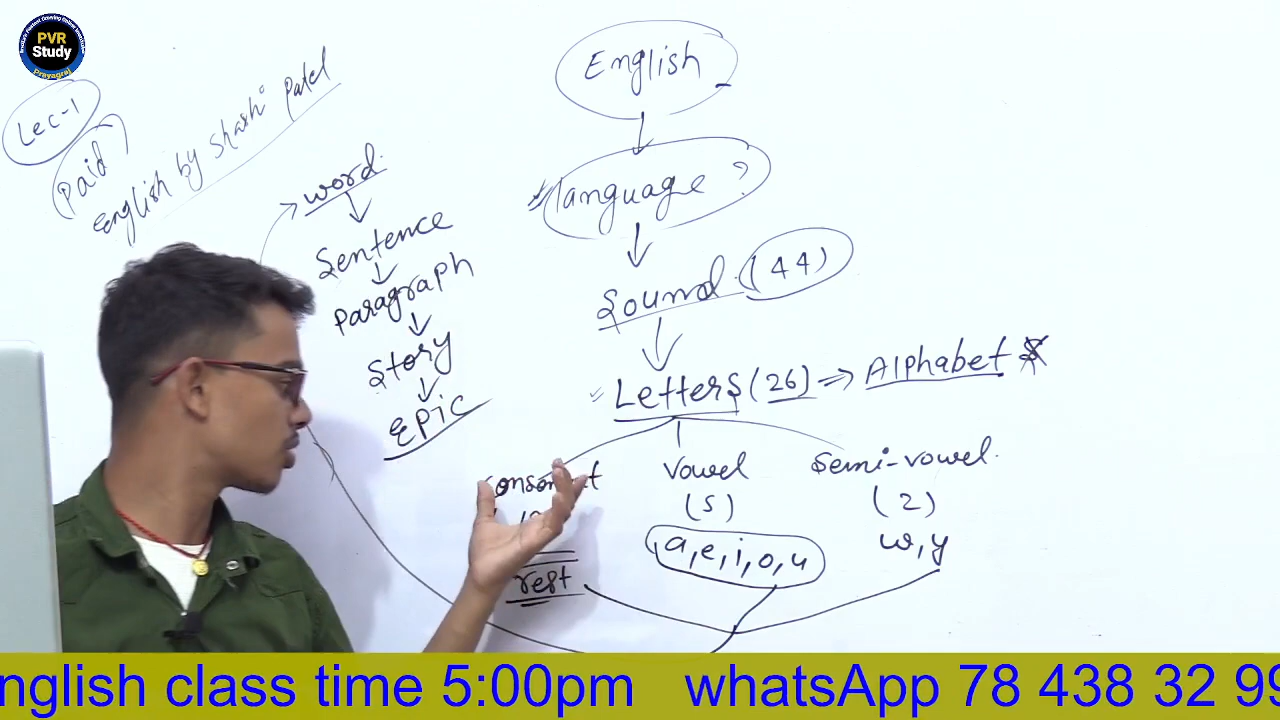 PVR
Study
Prayagraj
Lec-1
Paid
English by Shashi Patel
word
Sentence
Paragraph
Story
EPIC
English
language ?
Sound (44)
Letters (26) => Alphabet
Vowel
(5)
a, e, i, o, u
Semi-vowel
(2)
w, y
rest
nglish class time 5:00pm whatsApp 78 438 32 99